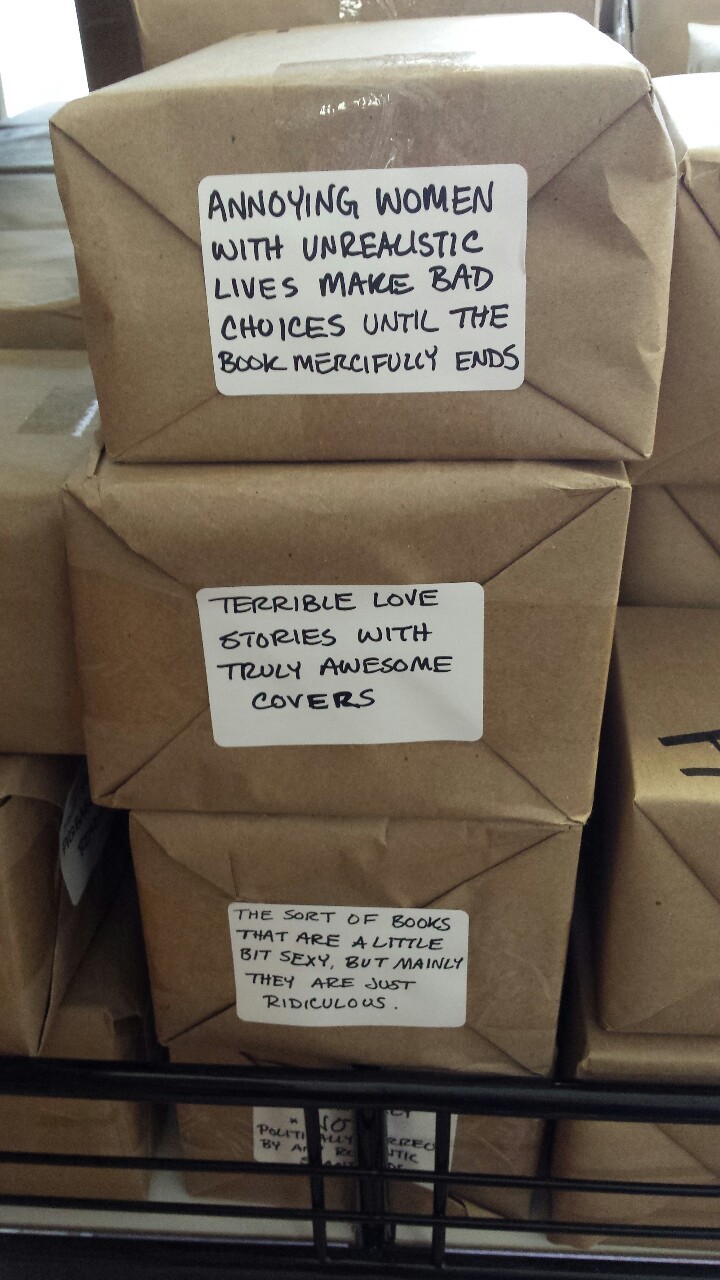 ANNOYING WOMEN
WITH UNREALISTIC
LIVES MAKE BAD
CHOICES UNTIL THE
BOOK MERCIFULLY ENDS
TERRIBLE LOVE
STORIES WITH
TRULY AWESOME
COVERS
THE SORT OF BOOKS
THAT ARE A LITTLE
BIT SEXY, BUT MAINLY
THEY ARE JUST
RIDICULOUS.
BY